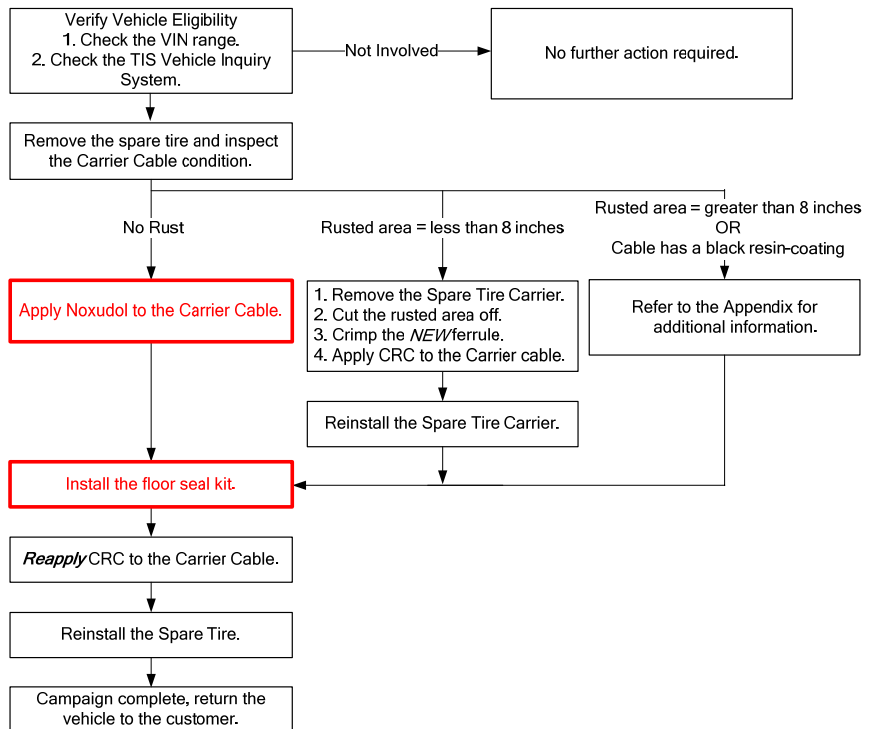 Verify Vehicle Eligibility
1. Check the VIN range.
2. Check the TIS Vehicle Inquiry
System.
Not Involved
No further action required.
Remove the spare tire and inspect
the Carrier Cable condition.
No Rust
Rusted area = less than 8 inches
Rusted area = greater than 8 inches
OR
Cable has a black resin-coating
Apply Noxudol to the Carrier Cable.
1. Remove the Spare Tire Carrier.
2. Cut the rusted area off.
3. Crimp the NEW ferrule.
4. Apply CRC to the Carrier cable.
Refer to the Appendix for
additional information.
Reinstall the Spare Tire Carrier.
Install the floor seal kit.
Reapply CRC to the Carrier Cable.
Reinstall the Spare Tire.
Campaign complete, return the
vehicle to the customer.